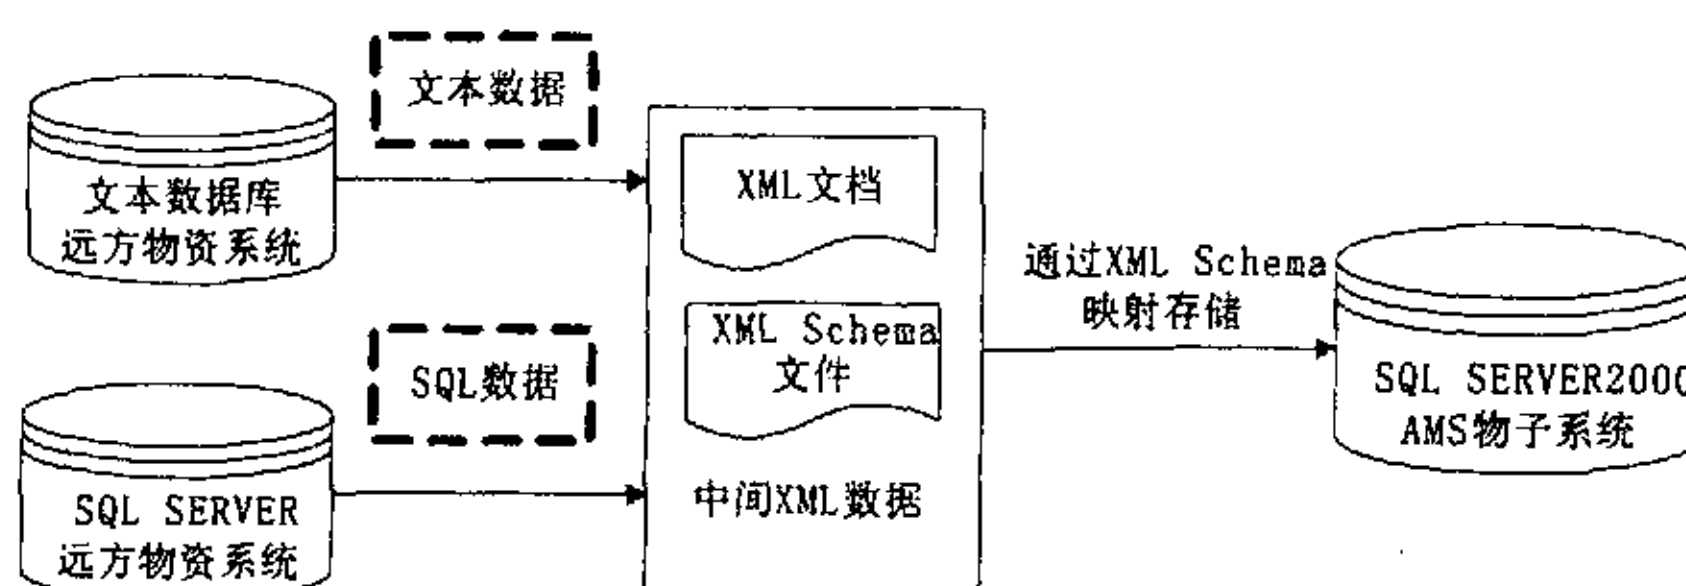 文本数据
文本数据库
远方物资系统
SQL数据
SQL SERVER
远方物资系统
XML文档
XML Schema
文件
中间XML数据
通过XML Schema
映射存储
SQL SERVER2000
AMS物子系统